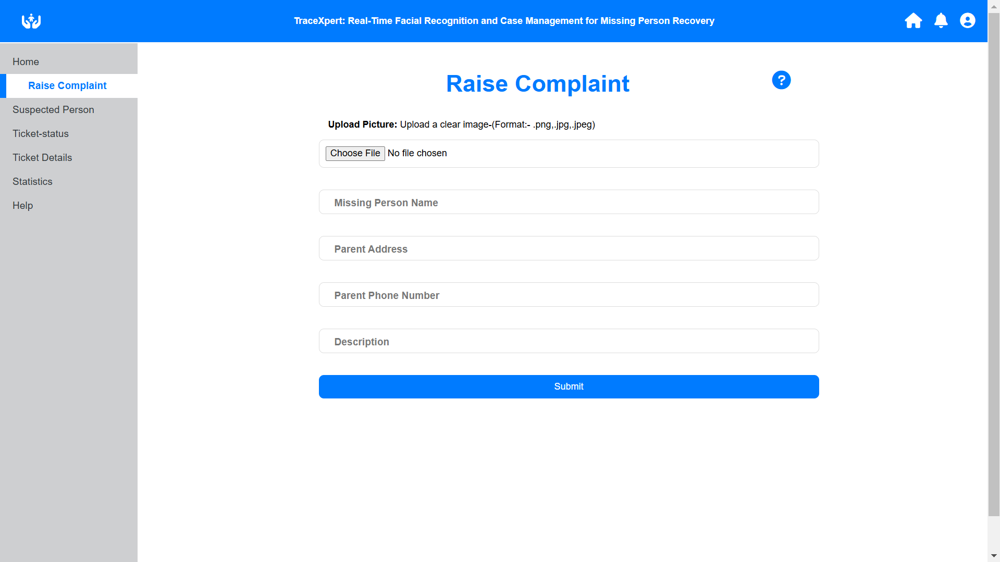 TraceXpert: Real-Time Facial Recognition and Case Management for Missing Person Recovery
Home
Raise Complaint
Suspected Person
Ticket-status
Ticket Details
Statistics
Help
Raise Complaint
?
Upload Picture: Upload a clear image-(Format:- .png,.jpg,.jpeg)
Choose File No file chosen
Missing Person Name
Parent Address
Parent Phone Number
Description
Submit